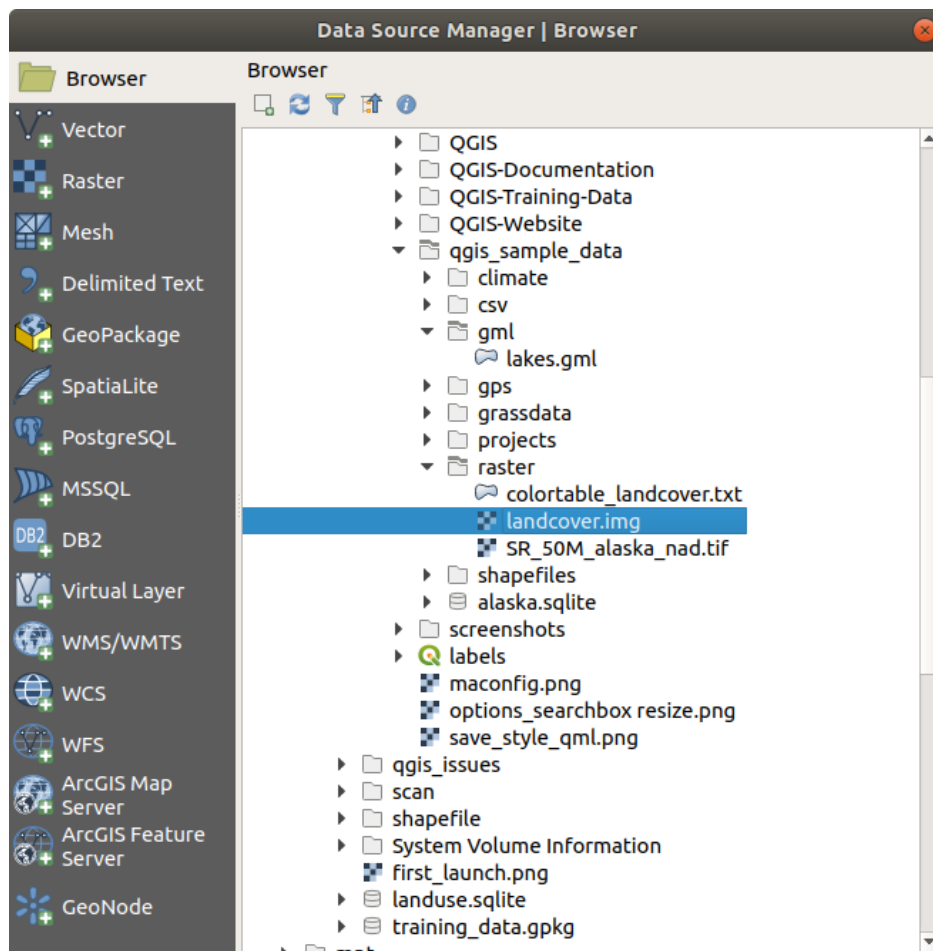 Data Source Manager | Browser
Browser
Vector
Raster
Mesh
Delimited Text
GeoPackage
SpatiaLite
PostgreSQL
MSSQL
DB2
DB2
Virtual Layer
WMS/WMTS
WCS
WFS
ArcGIS Map
Server
ArcGIS Feature
Server
GeoNode
Browser
QGIS
QGIS-Documentation
QGIS-Training-Data
QGIS-Website
qgis_sample_data
climate
csv
gml
lakes.gml
gps
grassdata
projects
raster
colortable_landcover.txt
landcover.img
SR_50M_alaska_nad.tif
shapefiles
alaska.sqlite
screenshots
labels
maconfig.png
options_searchbox resize.png
save_style_qml.png
qgis_issues
scan
shapefile
System Volume Information
first_launch.png
landuse.sqlite
training_data.gpkg